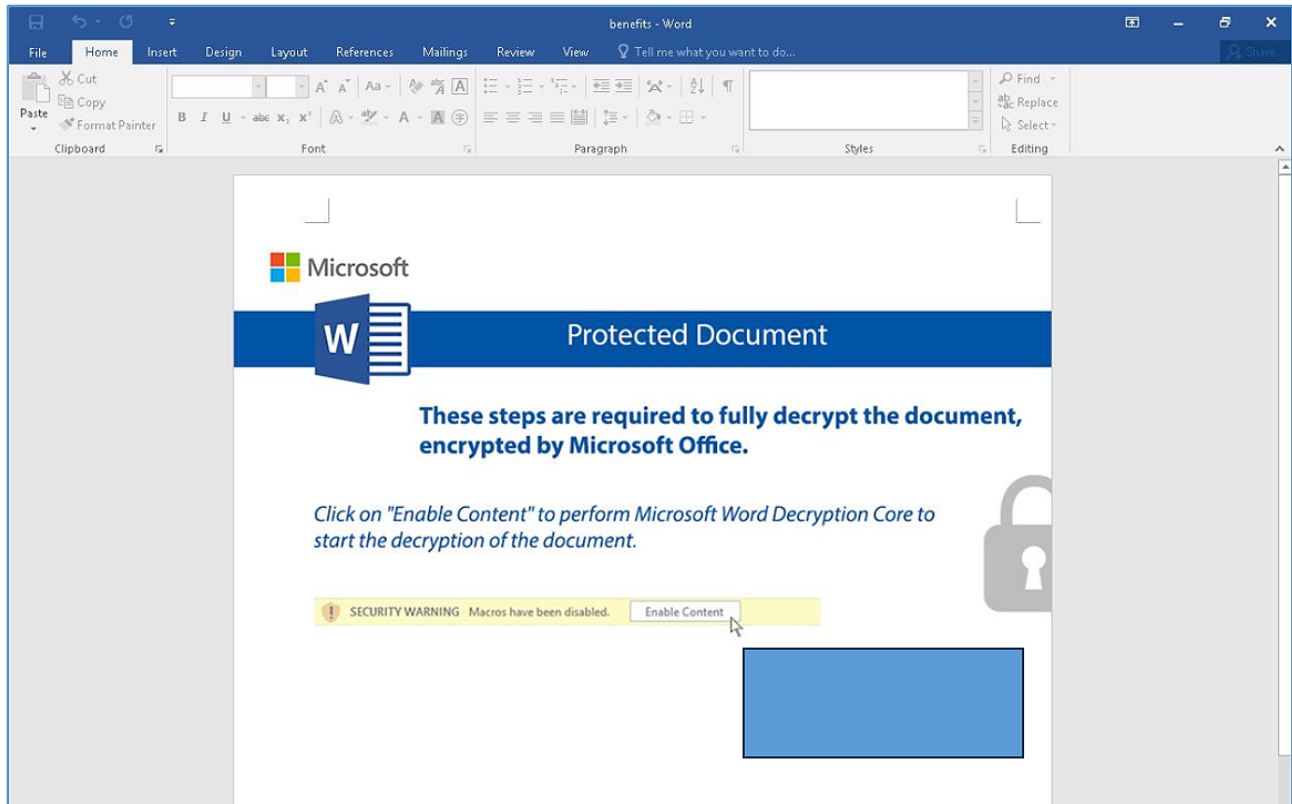 benefits - Word
File Home Insert Design Layout References Mailings Review View Tell me what you want to do... Share
Cut
Copy
Paste
Format Painter
Find
Replace
Select
Clipboard Font Paragraph Styles Editing
Microsoft
W Protected Document
These steps are required to fully decrypt the document,
encrypted by Microsoft Office.
Click on "Enable Content" to perform Microsoft Word Decryption Core to
start the decryption of the document.
SECURITY WARNING Macros have been disabled. Enable Content